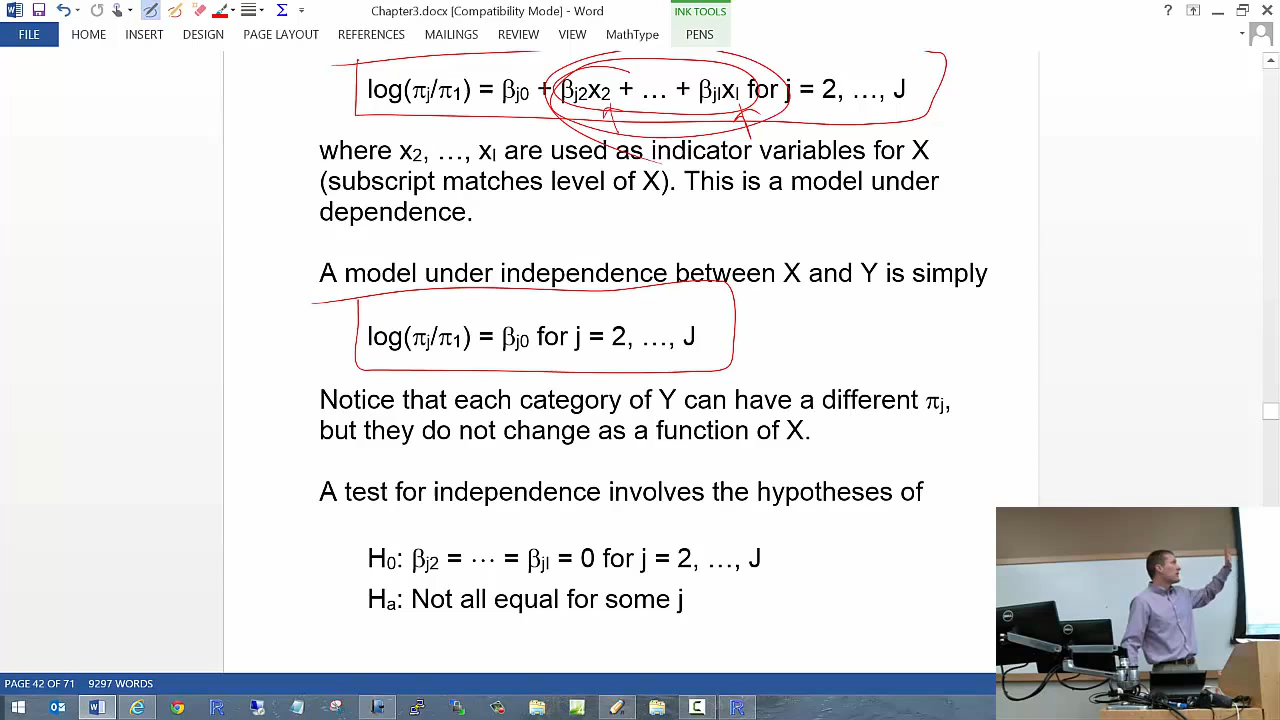 Chapter3.docx [Compatibility Mode] - Word
INK TOOLS
FILE HOME INSERT DESIGN PAGE LAYOUT REFERENCES MAILINGS REVIEW VIEW MathType PENS
log(πj/π1) = βj0 + βj2x2 + … + βjIxI for j = 2, …, J
where x2, …, xI are used as indicator variables for X
(subscript matches level of X). This is a model under
dependence.
A model under independence between X and Y is simply
log(πj/π1) = βj0 for j = 2, …, J
Notice that each category of Y can have a different πj,
but they do not change as a function of X.
A test for independence involves the hypotheses of
H0: βj2 = ⋯ = βjI = 0 for j = 2, …, J
Ha: Not all equal for some j
PAGE 42 OF 71 9297 WORDS